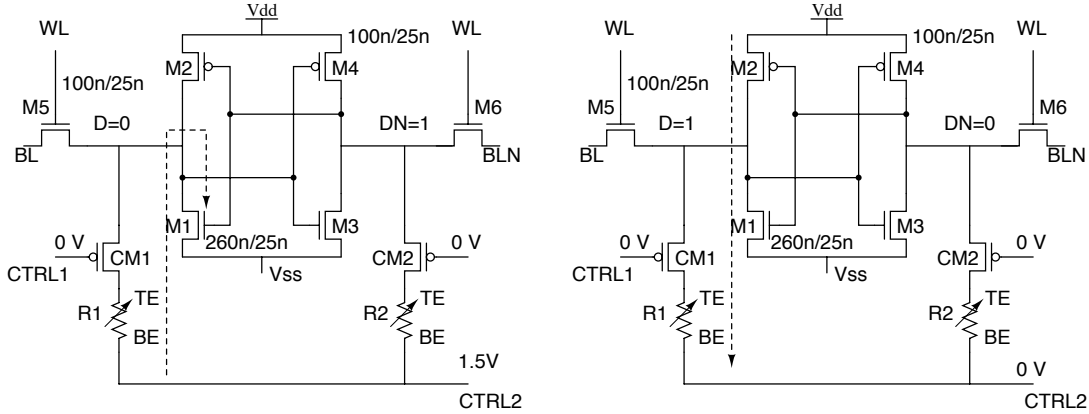 Vdd
WL
WL
100n/25n
M2
M4
100n/25n
M5
M6
D=0
DN=1
BL
BLN
M1
M3
0 V
260n/25n
0 V
CTRL1
CM1
Vss
CM2
TE
R1
BE
TE
R2
BE
1.5V
CTRL2
Vdd
WL
WL
100n/25n
M2
M4
100n/25n
M5
M6
D=1
DN=0
BL
BLN
M1
M3
0 V
260n/25n
0 V
CTRL1
CM1
Vss
CM2
TE
R1
BE
TE
R2
BE
0 V
CTRL2